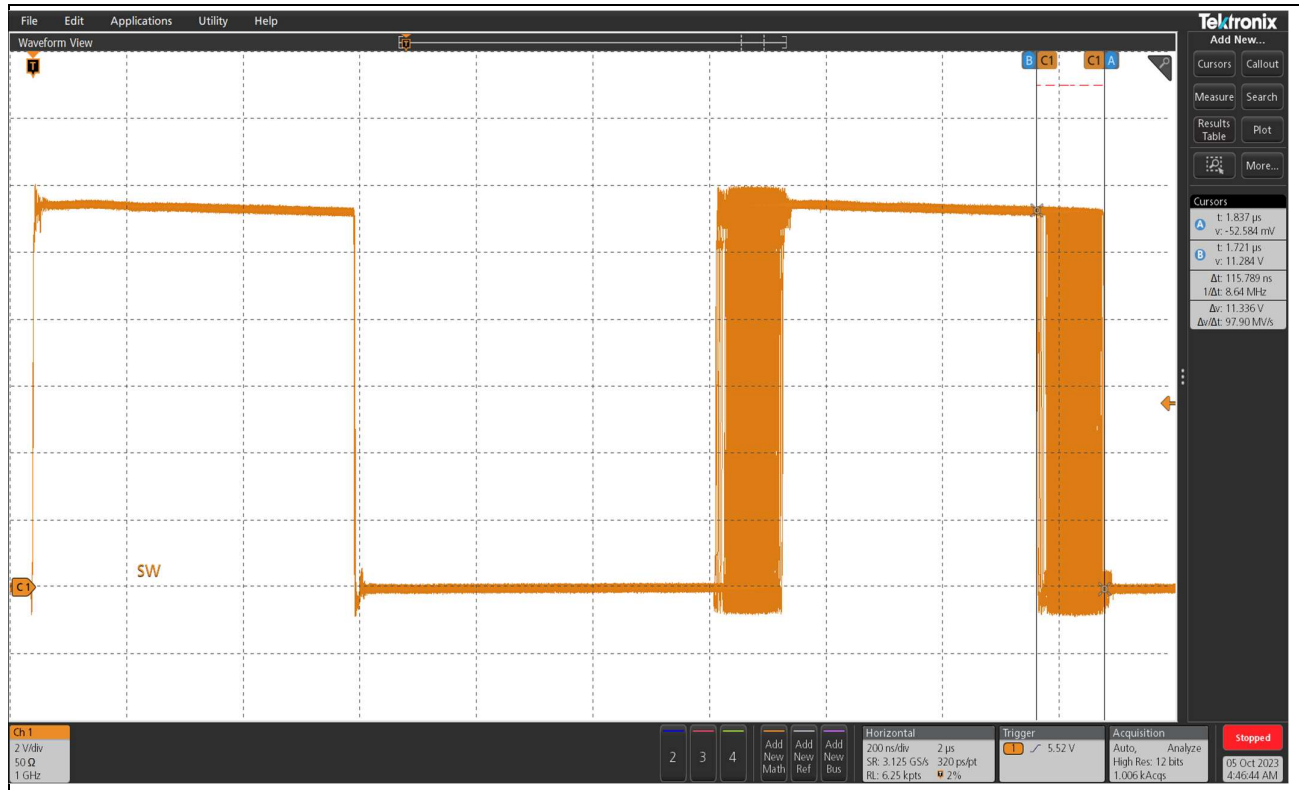 File Edit Applications Utility Help
Tektronix
Waveform View
Add New...
T
T
B C1 C1 A
Cursors Callout
Measure Search
Results Table Plot
More...
Cursors
A t: 1.837 µs
v: -52.584 mV
B t: 1.721 µs
v: 11.284 V
Δt: 115.789 ns
1/Δt: 8.64 MHz
Δv: 11.336 V
Δv/Δt: 97.90 MV/s
SW
C1
Ch 1
2 V/div
50 Ω
1 GHz
2 3 4
Add New Math
Add New Ref
Add New Bus
Horizontal
200 ns/div 2 µs
SR: 3.125 GS/s 320 ps/pt
RL: 6.25 kpts T 2%
Trigger
1 5.52 V
Acquisition
Auto, Analyze
High Res: 12 bits
1.006 kAcqs
Stopped
05 Oct 2023
4:46:44 AM